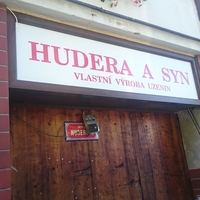 HUDERA A SYN
VLASTNÍ VÝROBA UZENIN